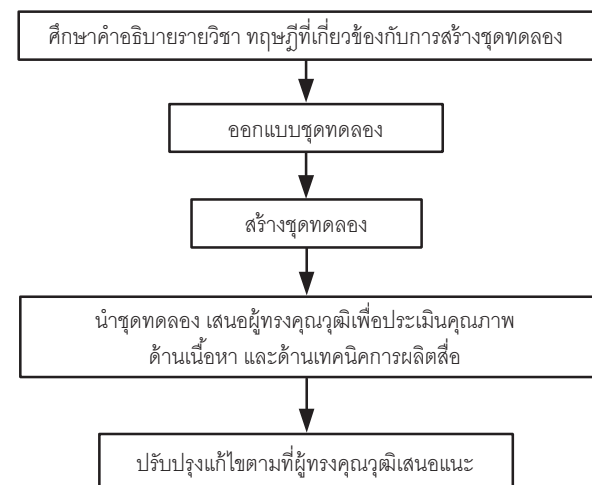 ศึกษาคำอธิบายรายวิชา ทฤษฎีที่เกี่ยวข้องกับการสร้างชุดทดลอง
ออกแบบชุดทดลอง
สร้างชุดทดลอง
นำชุดทดลอง เสนอผู้ทรงคุณวุฒิเพื่อประเมินคุณภาพ
ด้านเนื้อหา และด้านเทคนิคการผลิตสื่อ
ปรับปรุงแก้ไขตามที่ผู้ทรงคุณวุฒิเสนอแนะ